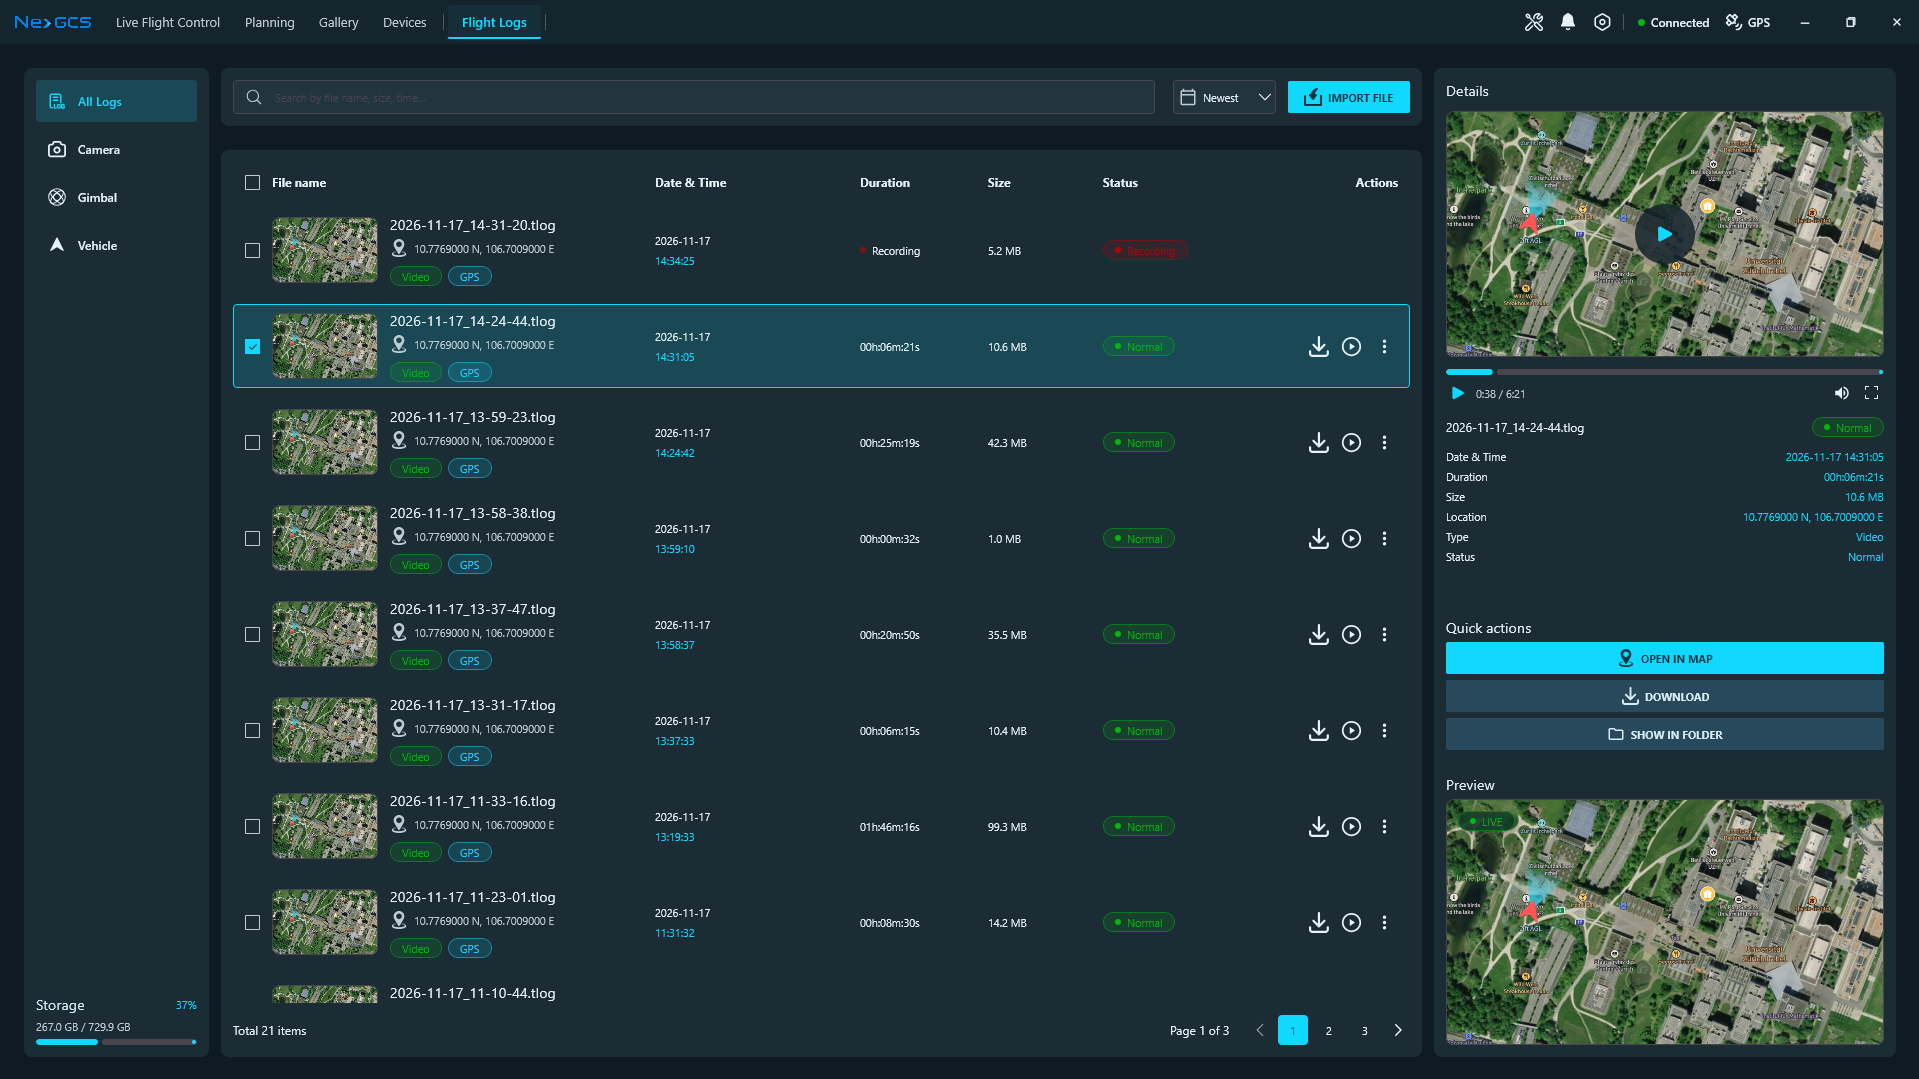 NexGCS
Live Flight Control
Planning
Gallery
Devices
Flight Logs
Connected
GPS
All Logs
Camera
Gimbal
Vehicle
Storage 37%
267.0 GB / 729.9 GB
Search by file name, size, time...
Newest
IMPORT FILE
File name Date & Time Duration Size Status Actions
2026-11-17_14-31-20.tlog
10.7769000 N, 106.7009000 E
Video GPS
2026-11-17
14:34:25
Recording
5.2 MB
Recording
2026-11-17_14-24-44.tlog
10.7769000 N, 106.7009000 E
Video GPS
2026-11-17
14:31:05
00h:06m:21s
10.6 MB
Normal
2026-11-17_13-59-23.tlog
10.7769000 N, 106.7009000 E
Video GPS
2026-11-17
14:24:42
00h:25m:19s
42.3 MB
Normal
2026-11-17_13-58-38.tlog
10.7769000 N, 106.7009000 E
Video GPS
2026-11-17
13:59:10
00h:00m:32s
1.0 MB
Normal
2026-11-17_13-37-47.tlog
10.7769000 N, 106.7009000 E
Video GPS
2026-11-17
13:58:37
00h:20m:50s
35.5 MB
Normal
2026-11-17_13-31-17.tlog
10.7769000 N, 106.7009000 E
Video GPS
2026-11-17
13:37:33
00h:06m:15s
10.4 MB
Normal
2026-11-17_11-33-16.tlog
10.7769000 N, 106.7009000 E
Video GPS
2026-11-17
13:19:33
01h:46m:16s
99.3 MB
Normal
2026-11-17_11-23-01.tlog
10.7769000 N, 106.7009000 E
Video GPS
2026-11-17
11:31:32
00h:08m:30s
14.2 MB
Normal
2026-11-17_11-10-44.tlog
Total 21 items
Page 1 of 3
1 2 3
Details
0:38 / 6:21
2026-11-17_14-24-44.tlog Normal
Date & Time 2026-11-17 14:31:05
Duration 00h:06m:21s
Size 10.6 MB
Location 10.7769000 N, 106.7009000 E
Type Video
Status Normal
Quick actions
OPEN IN MAP
DOWNLOAD
SHOW IN FOLDER
Preview
LIVE